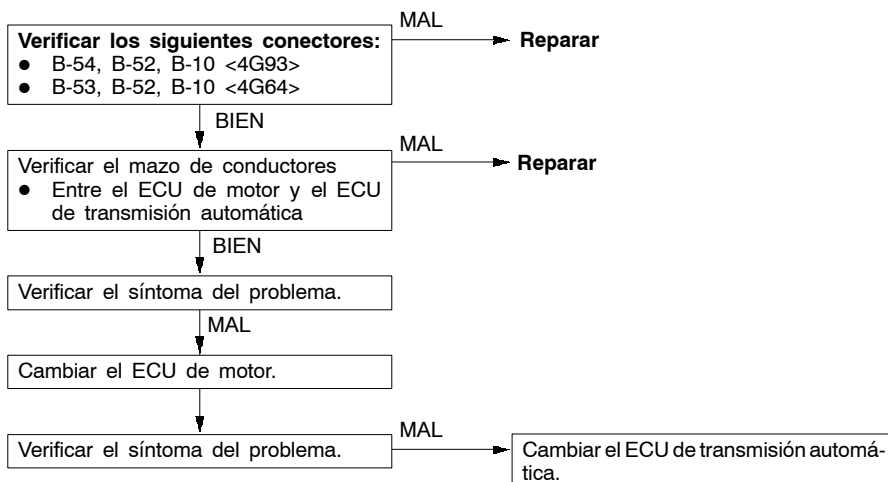 MAL
Verificar los siguientes conectores:
Reparar
● B-54, B-52, B-10 <4G93>
● B-53, B-52, B-10 <4G64>
BIEN
MAL
Verificar el mazo de conductores
Reparar
● Entre el ECU de motor y el ECU
de transmisión automática
BIEN
Verificar el síntoma del problema.
MAL
Cambiar el ECU de motor.
MAL
Verificar el síntoma del problema.
Cambiar el ECU de transmisión automá-
tica.